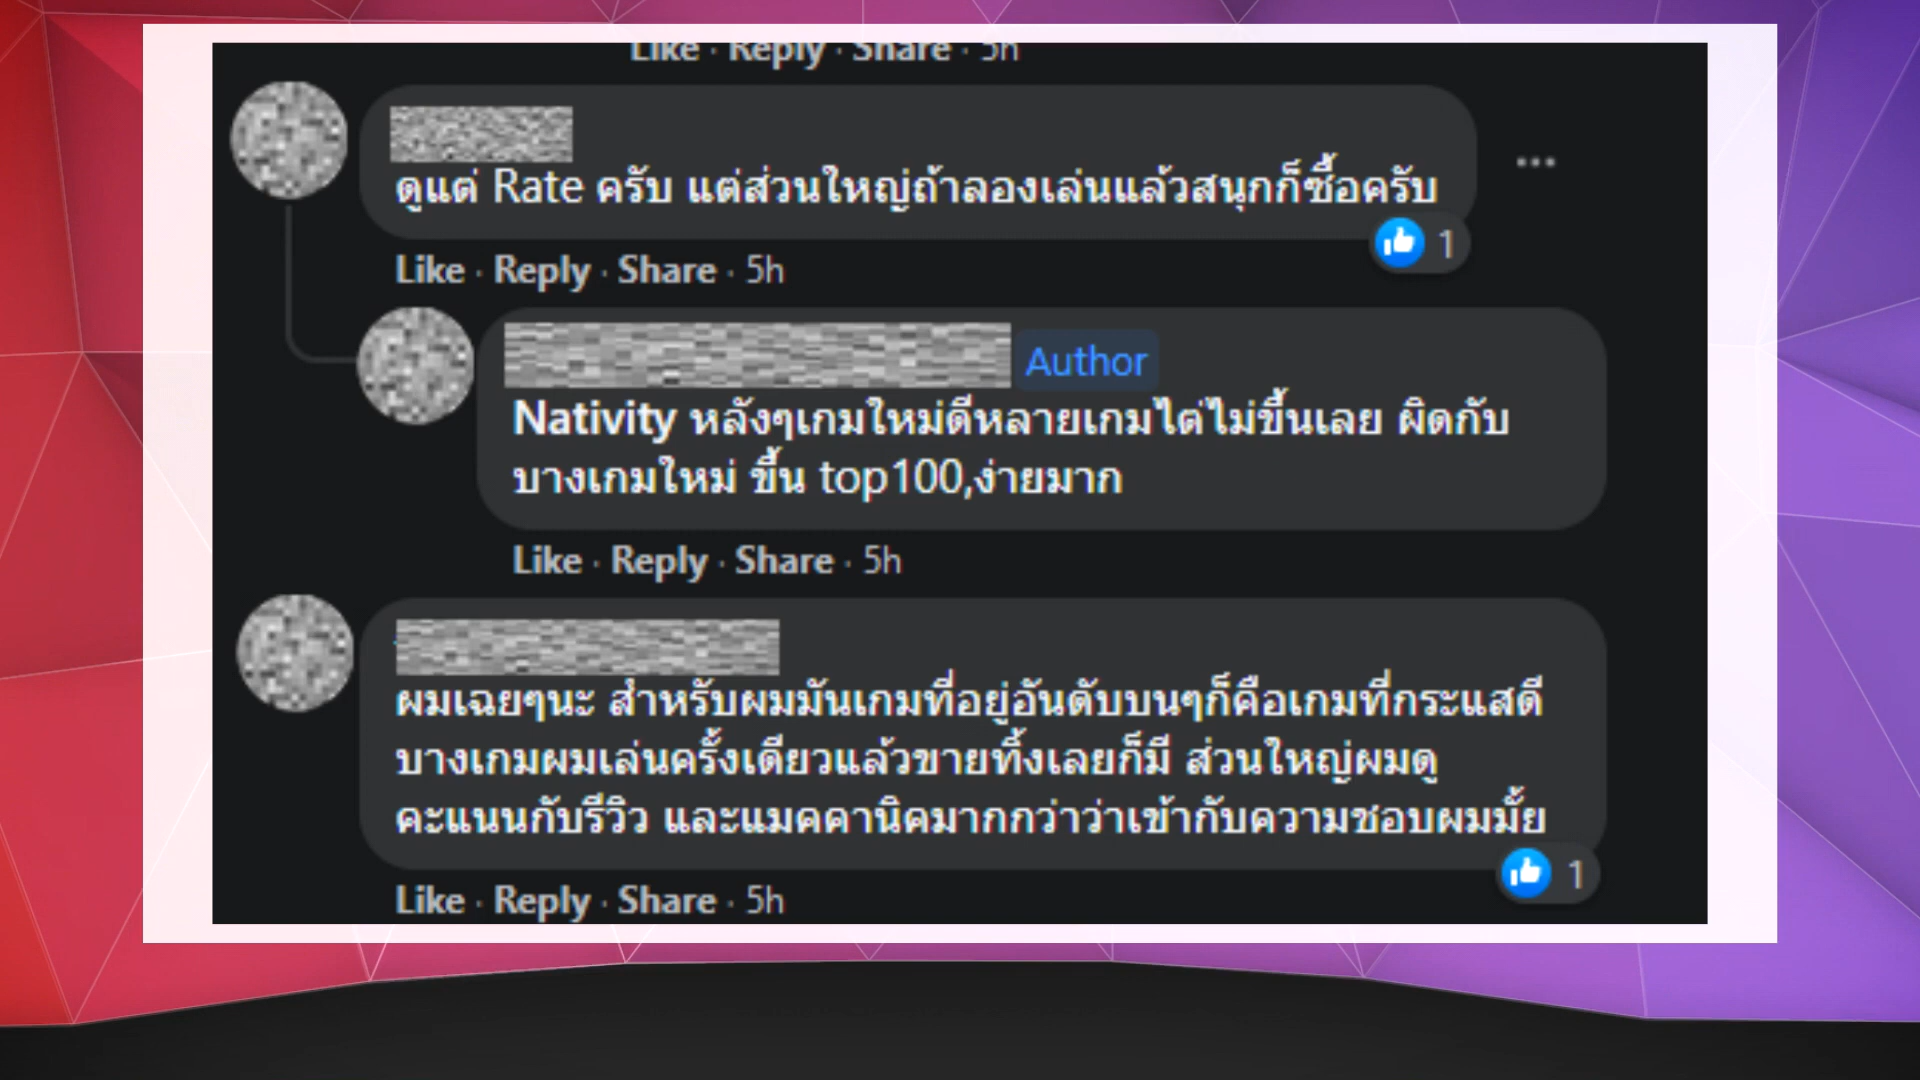 Like · Reply · Share · 5h
ดูแค่ Rate ครับ แต่ส่วนใหญ่ถ้าลองเล่นแล้วสนุกก็ซื้อครับ
1
Like · Reply · Share · 5h
Author
Nativity หลังๆเกมใหม่ดีหลายเกมไต่ไม่ขึ้นเลย ผิดกับ
บางเกมใหม่ ขึ้น top100,ง่ายมาก
Like · Reply · Share · 5h
ผมเฉยๆนะ สำหรับผมมันเกมที่อยู่อันดับบนๆก็คือเกมที่กระแสดี
บางเกมผมเล่นครั้งเดียวแล้วขายทิ้งเลยก็มี ส่วนใหญ่ผมดู
คะแนนกับรีวิว และแมคคานิคมากกว่าว่าเข้ากับความชอบผมมั้ย
1
Like · Reply · Share · 5h